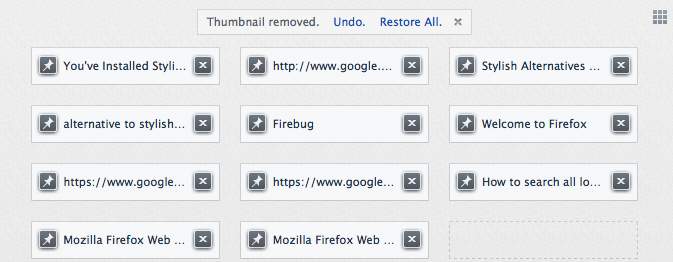 Thumbnail removed. Undo. Restore All.
You've Installed Styli... http://www.google.... Stylish Alternatives ...
alternative to stylish... Firebug Welcome to Firefox
https://www.google... https://www.google... How to search all lo...
Mozilla Firefox Web ... Mozilla Firefox Web ...